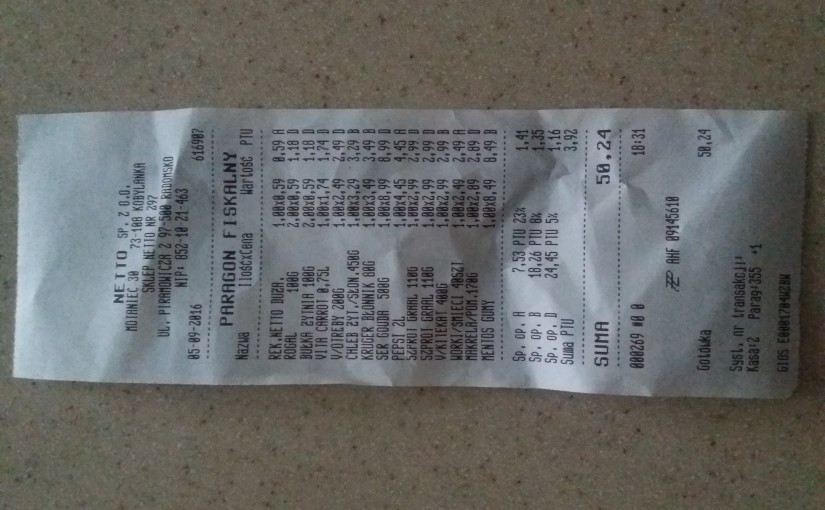 NETTO SP. Z O.O.
MOTANIEC 30 73-108 KOBYLANKA
SKLEP NETTO NR 297
UL. PIRAMOWICZA 2 97-500 RADOMSKO
NIP: 852-10 21-463
05-09-2016 616907
PARAGON FISKALNY
Nazwa IlośćxCena Wartość PTU
REK.NETTO DUŻA. 1.00x0,59 0,59 A
ROGAL 100G 2.00x0,59 1,18 D
BUŁKA ŻYTNIA 100G 2.00x0,59 1,18 D
VITA CARROT 0,75L 1.00x1,74 1,74 D
W/OTRĘBY 200G 1.00x2,49 2,49 D
CHLEB ŻYT./SŁON.450G 1.00x3,29 3,29 B
KRUGER BŁONNIK 80G 1.00x3,49 3,49 B
SER GOUDA 500G 1.00x8,99 8,99 D
PEPSI 2L 1.00x4,45 4,45 A
SZPROT GRAAL 110G 1.00x2,99 2,99 D
SZPROT GRAAL 110G 1.00x2,99 2,99 D
W/KITEKAT 400G 1.00x2,99 2,99 B
WORKI/ŚMIECI 40SZT 1.00x2,49 2,49 A
MAKRELA/POM.170G 1.00x2,89 2,89 D
MENTOS GUMY 1.00x8,49 8,49 B
Sp. op. A 7,53 PTU 23% 1,41
Sp. op. B 18,26 PTU 8% 1,35
Sp. op. D 24,45 PTU 5% 1,16
Suma PTU 3,92
SUMA 50,24
000269 #0 0 18:31
AHF 09145610
Gotówka 50,24
Syst. nr transakcji:
Kasa:2 Parag:355 *1